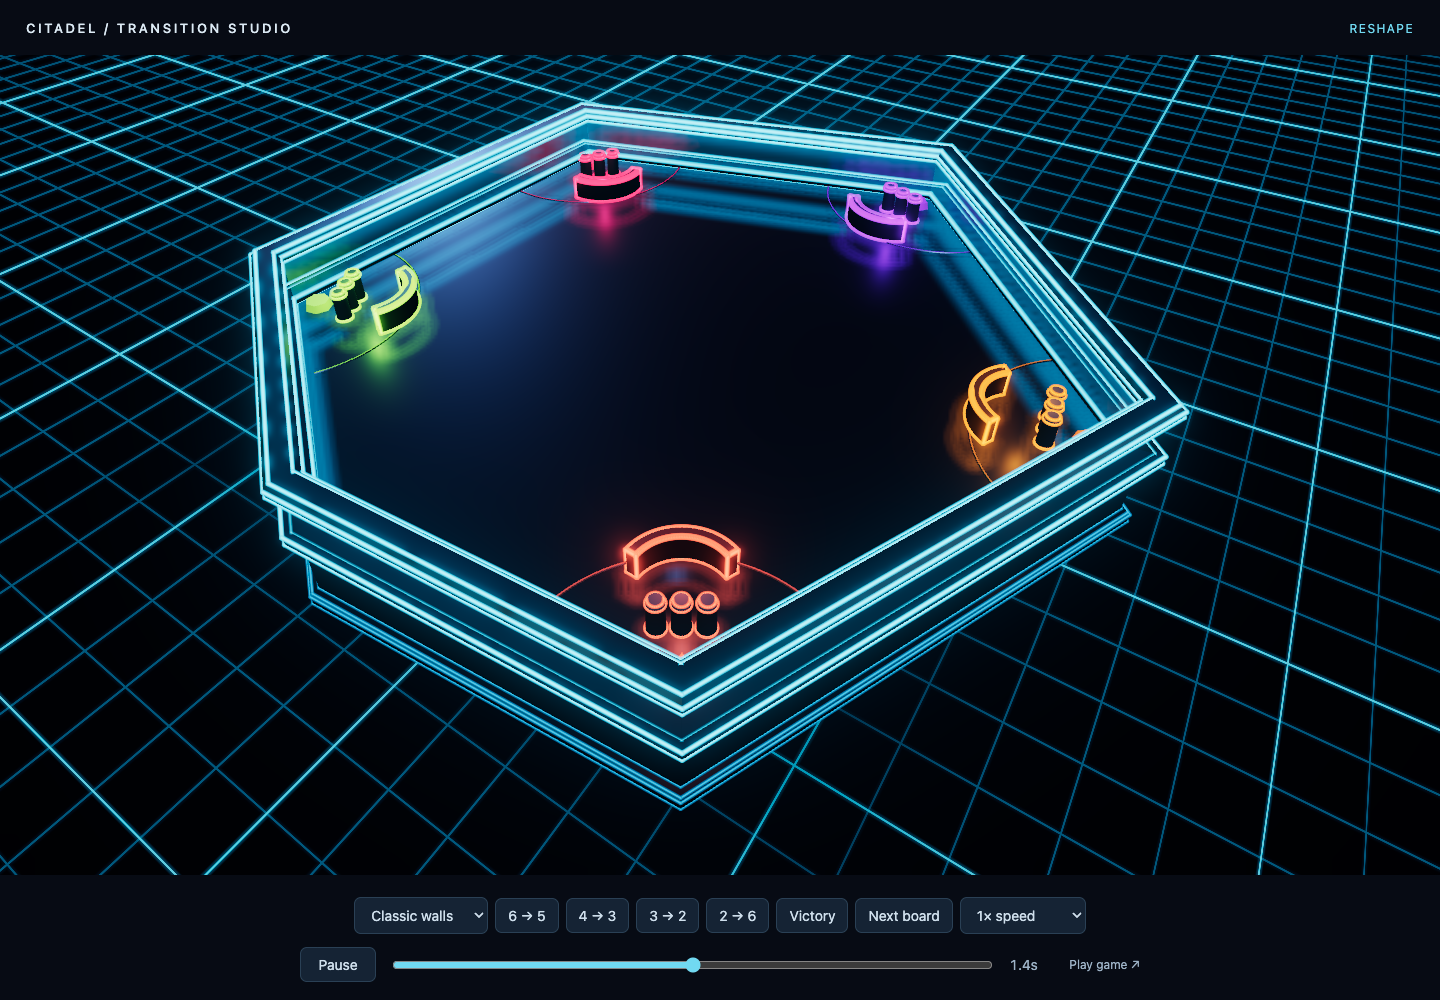 CITADEL / TRANSITION STUDIO
RESHAPE
Classic walls
6 → 5
4 → 3
3 → 2
2 → 6
Victory
Next board
1× speed
Pause
1.4s
Play game ↗